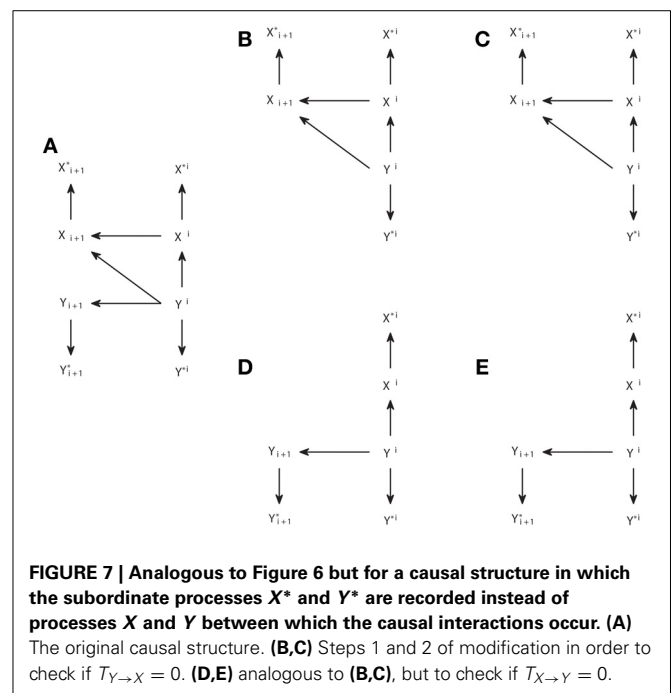 A
X*i+1 X*i
X i+1 X i
Y i+1 Y i
Y*i+1 Y*i
B
X*i+1 X*i
X i+1 X i
Y i
Y*i
C
X*i+1 X*i
X i+1 X i
Y i
Y*i
D
X*i
X i
Y i+1 Y i
Y*i+1 Y*i
E
X*i
X i
Y i+1 Y i
Y*i+1 Y*i
FIGURE 7 | Analogous to Figure 6 but for a causal structure in which
the subordinate processes X* and Y* are recorded instead of
processes X and Y between which the causal interactions occur. (A)
The original causal structure. (B,C) Steps 1 and 2 of modification in order to
check if T_{Y→X} = 0. (D,E) analogous to (B,C), but to check if T_{X→Y} = 0.